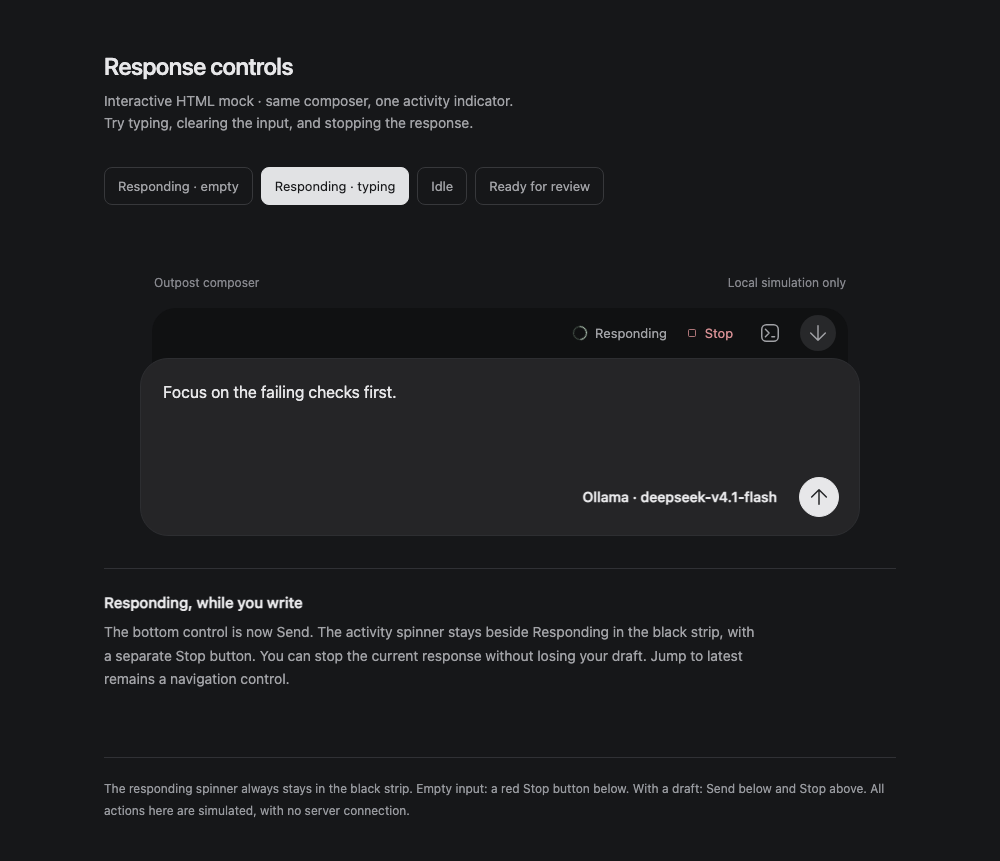 Response controls
Interactive HTML mock · same composer, one activity indicator.
Try typing, clearing the input, and stopping the response.
Responding · empty
Responding · typing
Idle
Ready for review
Outpost composer
Local simulation only
Responding
Stop
Focus on the failing checks first.
Ollama · deepseek-v4.1-flash
Responding, while you write
The bottom control is now Send. The activity spinner stays beside Responding in the black strip, with
a separate Stop button. You can stop the current response without losing your draft. Jump to latest
remains a navigation control.
The responding spinner always stays in the black strip. Empty input: a red Stop button below. With a draft: Send below and Stop above. All
actions here are simulated, with no server connection.